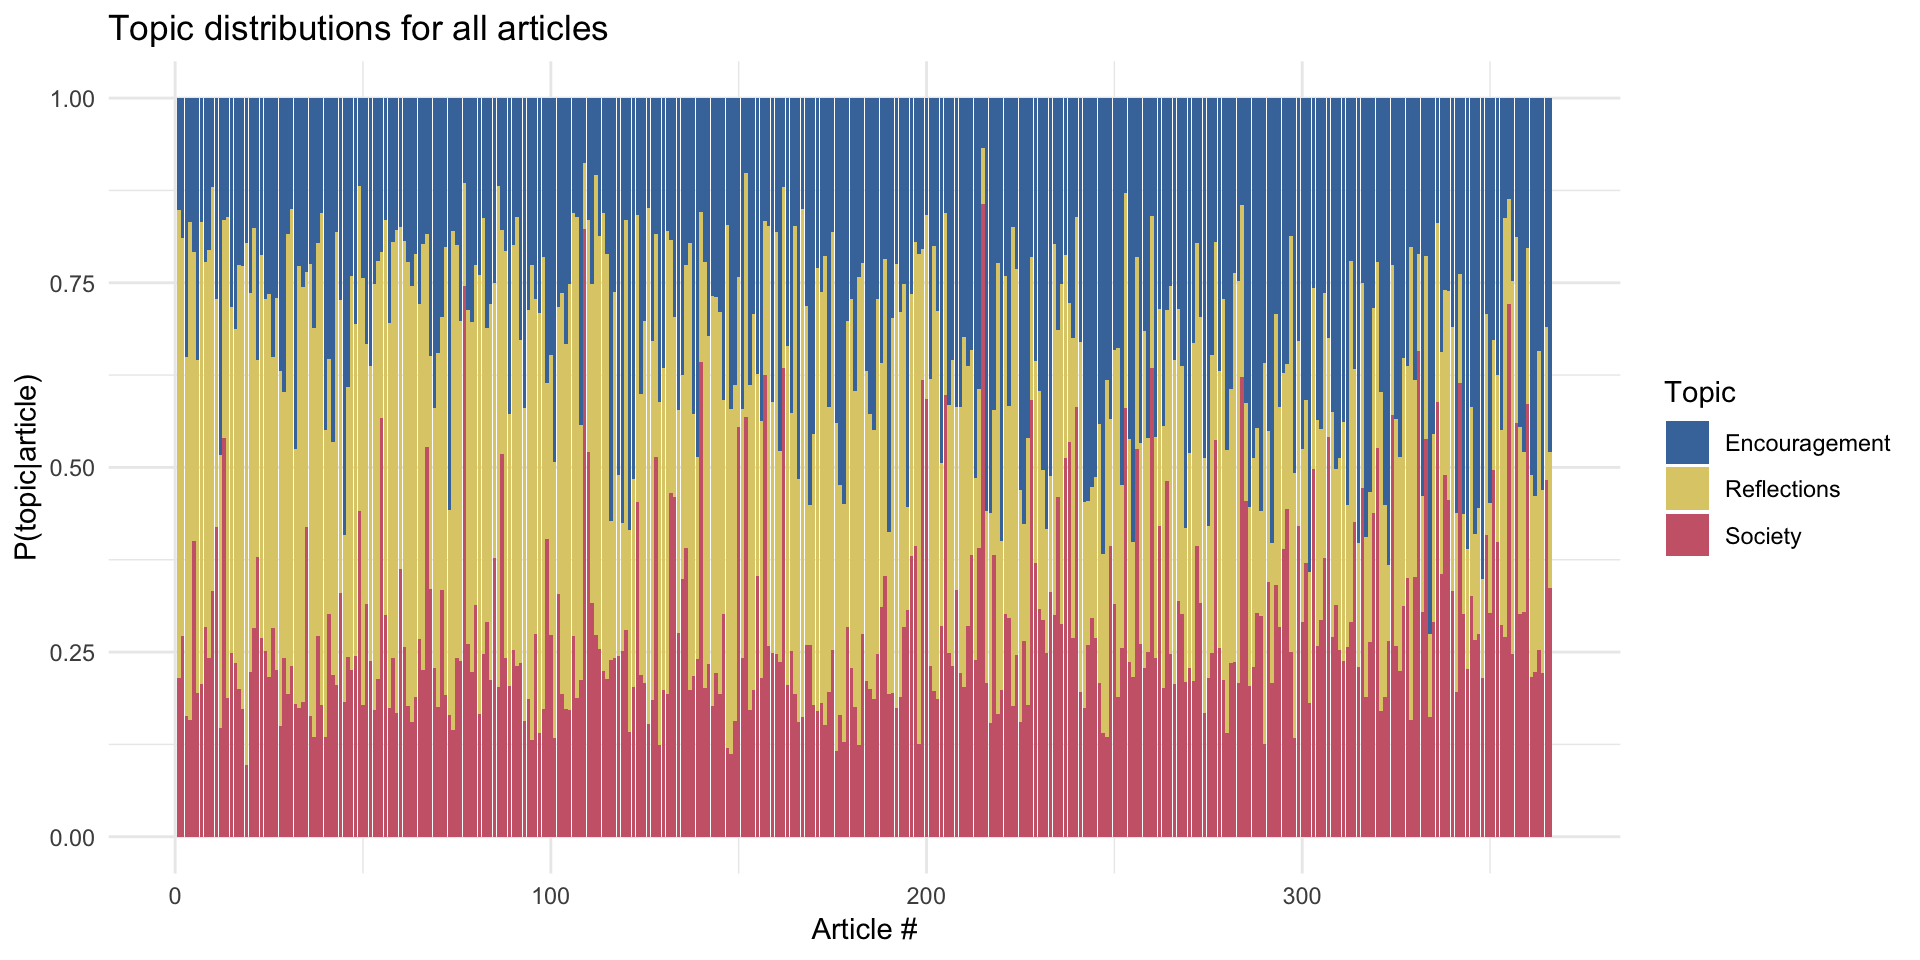 Topic distributions for all articles
1.00
0.75
0.50
0.25
0.00
P(topic|article)
0
100
200
300
Article #
Topic
Encouragement
Reflections
Society